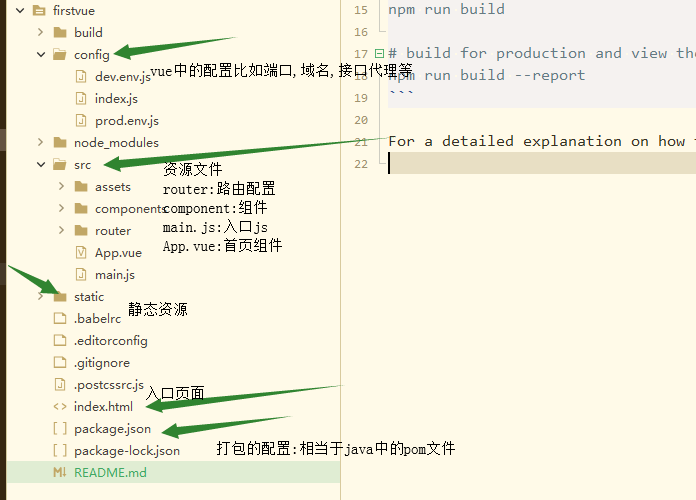 firstvue
build
config
dev.env.js
vue中的配置比如端口,域名,接口代理等
index.js
prod.env.js
node_modules
src
资源文件
assets
router:路由配置
components
component:组件
router
main.js:入口js
App.vue
App.vue:首页组件
main.js
static
静态资源
.babelrc
.editorconfig
.gitignore
.postcssrc.js
入口页面
index.html
package.json
package-lock.json
打包的配置:相当于java中的pom文件
README.md
15 npm run build
16
17 # build for production and view the
18 npm run build --report
19 ```
20
21 For a detailed explanation on how
22